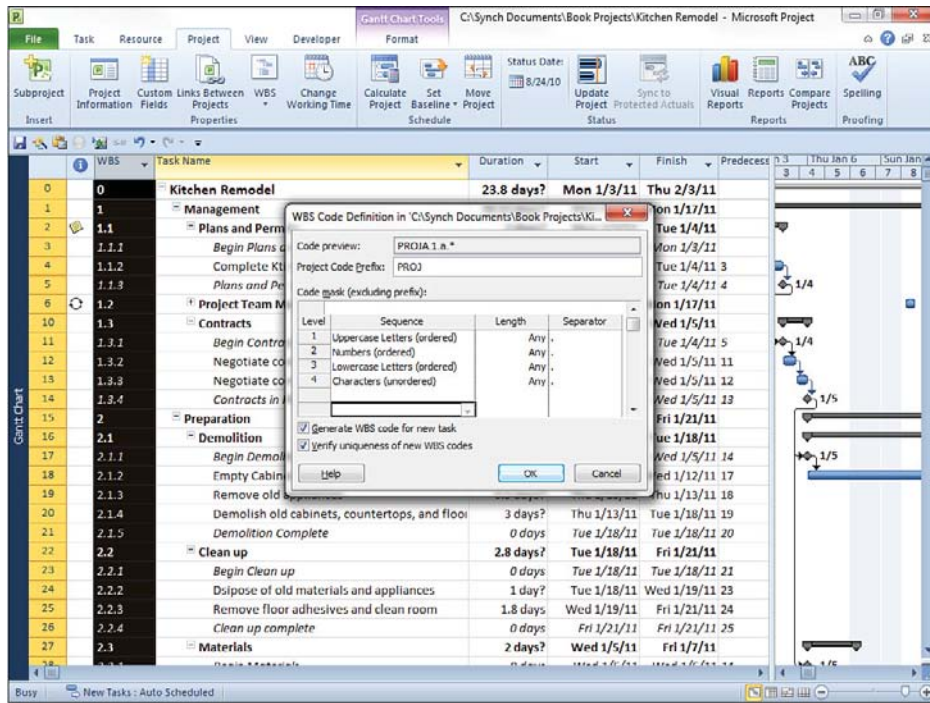 Gantt Chart Tools C:\Synch Documents\Book Projects\Kitchen Remodel - Microsoft Project
File Task Resource Project View Developer Format
Subproject Project Information Custom Fields Links Between Projects WBS Change Working Time Calculate Project Set Baseline Move Project Status Date: 8/24/10 Update Project Sync to Protected Actuals Visual Reports Reports Compare Projects ABC Spelling
Insert Properties Schedule Status Reports Proofing
WBS Task Name Duration Start Finish Predecess n 3 Thu Jan 6 Sun Jan
3 4 5 6 7 8
0 0 Kitchen Remodel 23.8 days? Mon 1/3/11 Thu 2/3/11
1 1 Management on 1/17/11
2 1.1 Plans and Perm Tue 1/4/11
3 1.1.1 Begin Plans Mon 1/3/11
4 1.1.2 Complete Kt Tue 1/4/11 3
5 1.1.3 Plans and Pe Tue 1/4/11 4 1/4
6 1.2 Project Team M on 1/17/11
10 1.3 Contracts Wed 1/5/11
11 1.3.1 Begin Contra Tue 1/4/11 5 1/4
12 1.3.2 Negotiate co Wed 1/5/11 11
13 1.3.3 Negotiate co Wed 1/5/11 12
14 1.3.4 Contracts in Wed 1/5/11 13 1/5
15 2 Preparation Fri 1/21/11
16 2.1 Demolition ue 1/18/11
17 2.1.1 Begin Demol Wed 1/5/11 14 1/5
18 2.1.2 Empty Cabin ed 1/12/11 17
19 2.1.3 Remove old hu 1/13/11 18
20 2.1.4 Demolish old cabinets, countertops, and floor 3 days? Thu 1/13/11 Tue 1/18/11 19
21 2.1.5 Demolition Complete 0 days Tue 1/18/11 Tue 1/18/11 20
22 2.2 Clean up 2.8 days? Tue 1/18/11 Fri 1/21/11
23 2.2.1 Begin Clean up 0 days Tue 1/18/11 Tue 1/18/11 21
24 2.2.2 Dsipose of old materials and appliances 1 day? Tue 1/18/11 Wed 1/19/11 23
25 2.2.3 Remove floor adhesives and clean room 1.8 days Wed 1/19/11 Fri 1/21/11 24
26 2.2.4 Clean up complete 0 days Fri 1/21/11 Fri 1/21/11 25
27 2.3 Materials 2 days? Wed 1/5/11 Fri 1/7/11
Gantt Chart
WBS Code Definition in 'C:\Synch Documents\Book Projects\Ki...
Code preview: PROJA.1.a.*
Project Code Prefix: PROJ
Code mask (excluding prefix):
Level Sequence Length Separator
1 Uppercase Letters (ordered) Any .
2 Numbers (ordered) Any .
3 Lowercase Letters (ordered) Any .
4 Characters (unordered) Any .
Generate WBS code for new task
Verify uniqueness of new WBS codes
Help OK Cancel
Busy New Tasks : Auto Scheduled